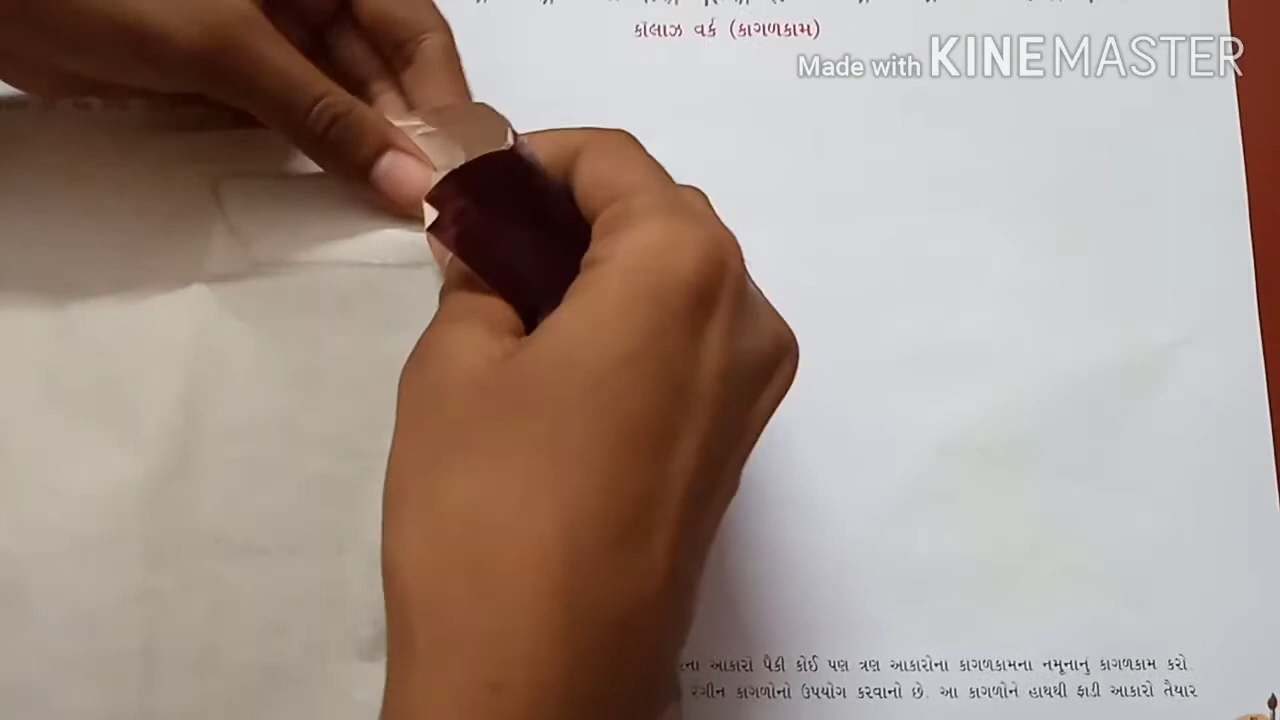 કૉલાઝ વર્ક (કાગળકામ)
Made with KINEMASTER
આકારો પૈકી કોઈ પણ ત્રણ આકારોના કાગળકામના નમૂનાનું કાગળકામ કરો.
રંગીન કાગળોનો ઉપયોગ કરવાનો છે. આ કાગળોને હાથથી ફાડી આકારો તૈયાર